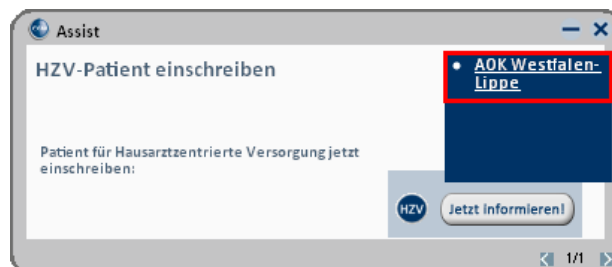 Assist
HZV-Patient einschreiben
• AOK Westfalen-
Lippe
Patient für Hausarztzentrierte Versorgung jetzt
einschreiben:
HZV
Jetzt informieren!
1/1